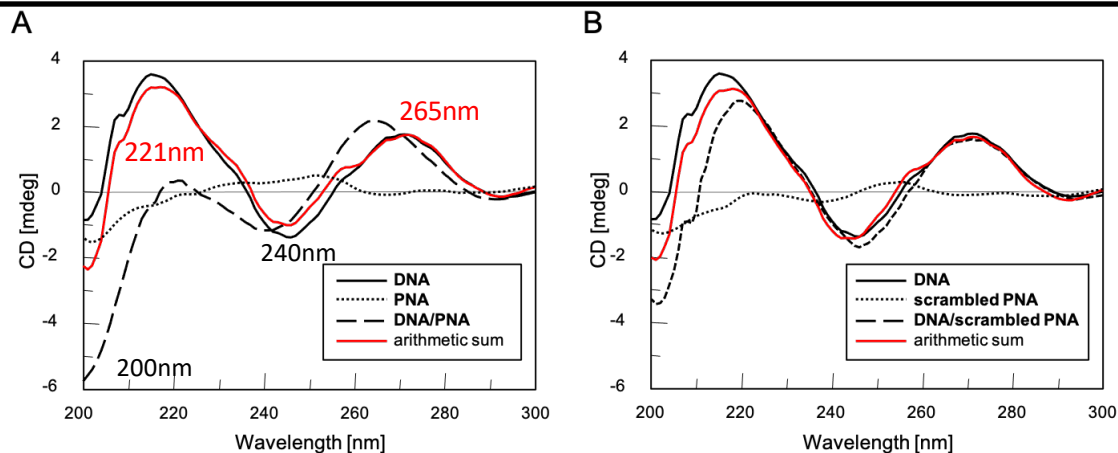 A
CD [mdeg]
4
2
0
-2
-4
-6
221nm
265nm
240nm
200nm
DNA
PNA
DNA/PNA
arithmetic sum
200 220 240 260 280 300
Wavelength [nm]
B
CD [mdeg]
4
2
0
-2
-4
-6
DNA
scrambled PNA
DNA/scrambled PNA
arithmetic sum
200 220 240 260 280 300
Wavelength [nm]